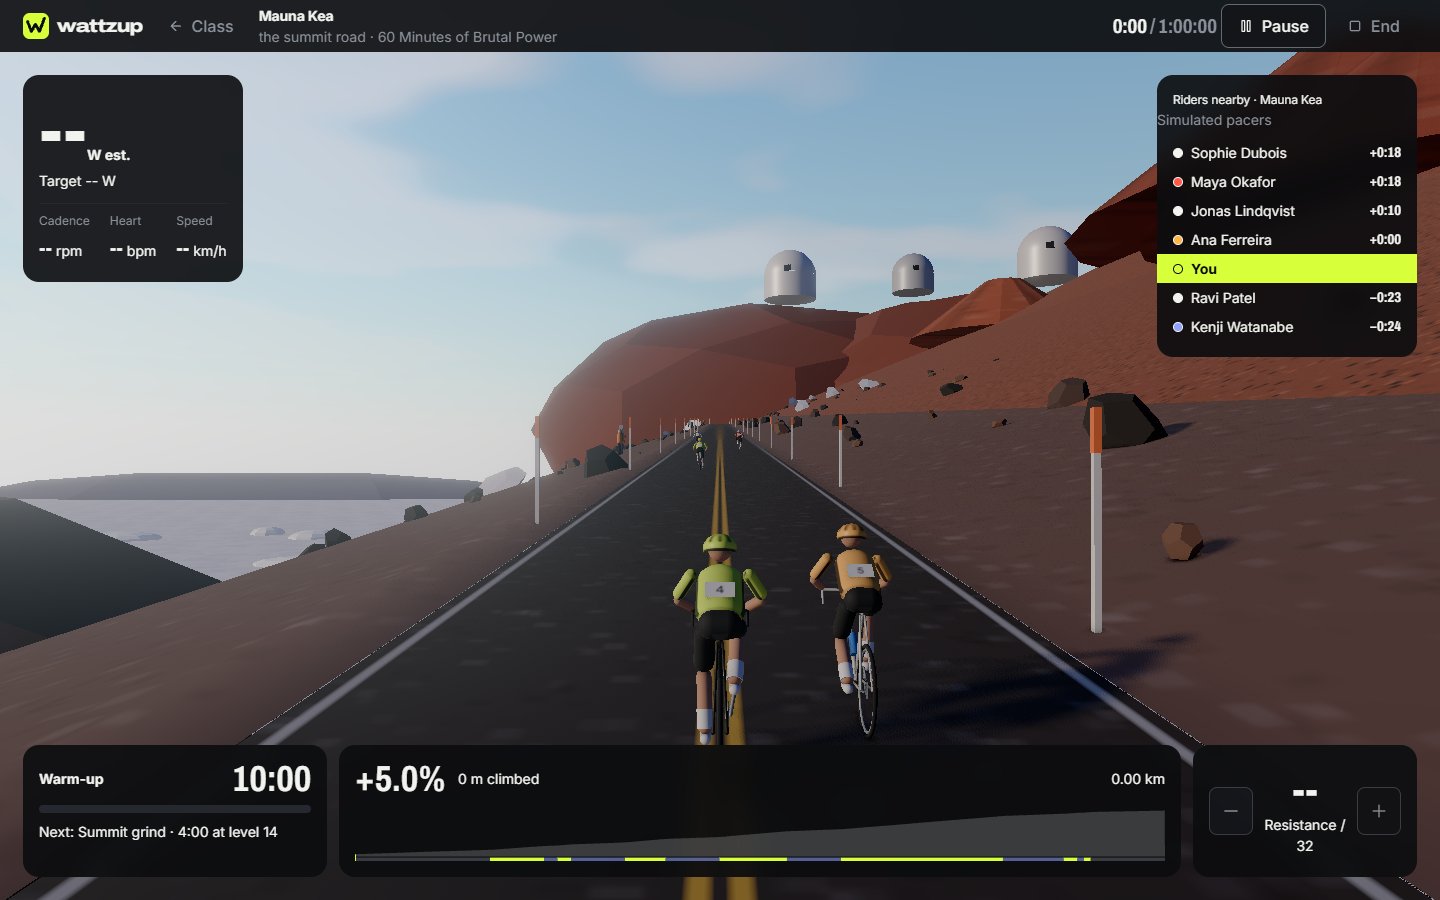 W wattzup
← Class
Mauna Kea
the summit road · 60 Minutes of Brutal Power
0:00 / 1:00:00
Pause
End
--
W est.
Target -- W
Cadence Heart Speed
-- rpm -- bpm -- km/h
Riders nearby · Mauna Kea
Simulated pacers
Sophie Dubois +0:18
Maya Okafor +0:18
Jonas Lindqvist +0:10
Ana Ferreira +0:00
You
Ravi Patel −0:23
Kenji Watanabe −0:24
4
5
Warm-up 10:00
Next: Summit grind · 4:00 at level 14
+5.0% 0 m climbed 0.00 km
− -- +
Resistance /
32